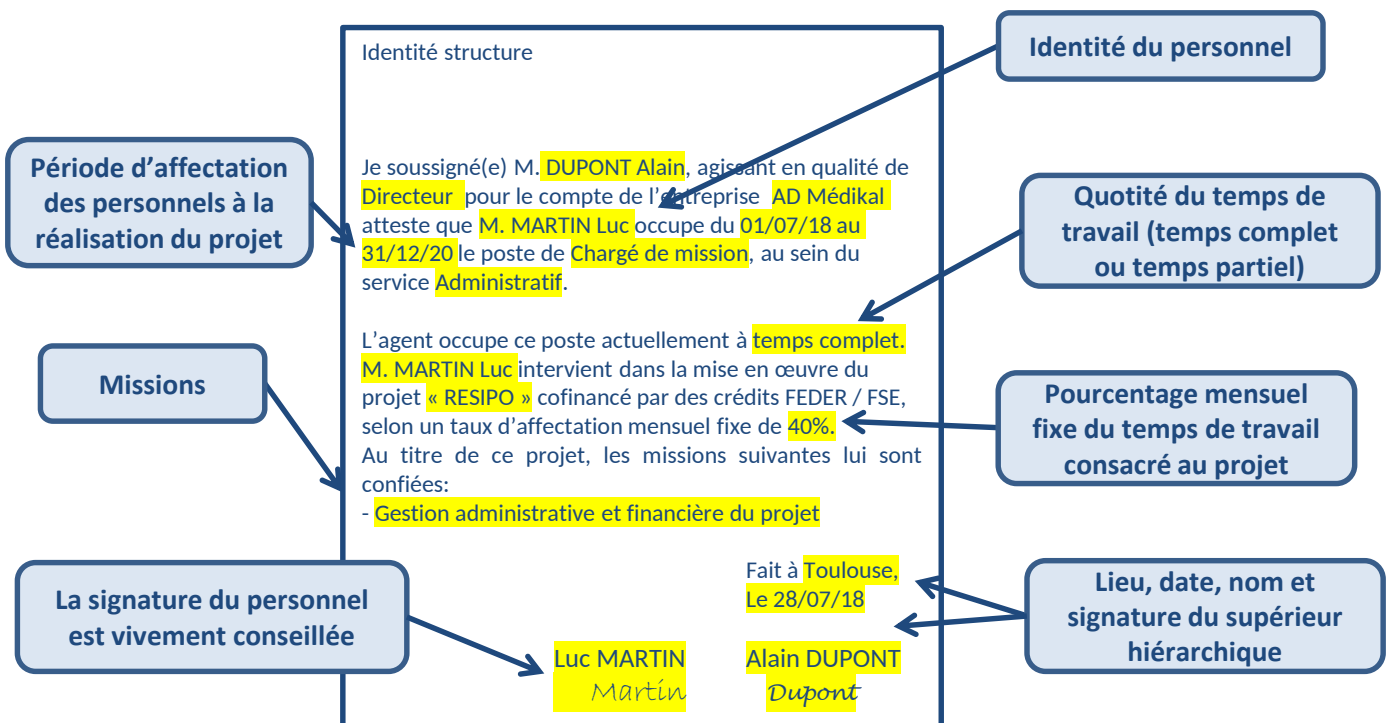 Identité structure
Identité du personnel
Période d’affectation
des personnels à la
réalisation du projet
Je soussigné(e) M. DUPONT Alain, agissant en qualité de
Directeur pour le compte de l’entreprise AD Médikal
atteste que M. MARTIN Luc occupe du 01/07/18 au
31/12/20 le poste de Chargé de mission, au sein du
service Administratif.
Quotité du temps de
travail (temps complet
ou temps partiel)
Missions
L’agent occupe ce poste actuellement à temps complet.
M. MARTIN Luc intervient dans la mise en œuvre du
projet « RESIPO » cofinancé par des crédits FEDER / FSE,
selon un taux d’affectation mensuel fixe de 40%.
Au titre de ce projet, les missions suivantes lui sont
confiées:
- Gestion administrative et financière du projet
Pourcentage mensuel
fixe du temps de travail
consacré au projet
La signature du personnel
est vivement conseillée
Fait à Toulouse,
Le 28/07/18
Lieu, date, nom et
signature du supérieur
hiérarchique
Luc MARTIN
Martin
Alain DUPONT
Dupont